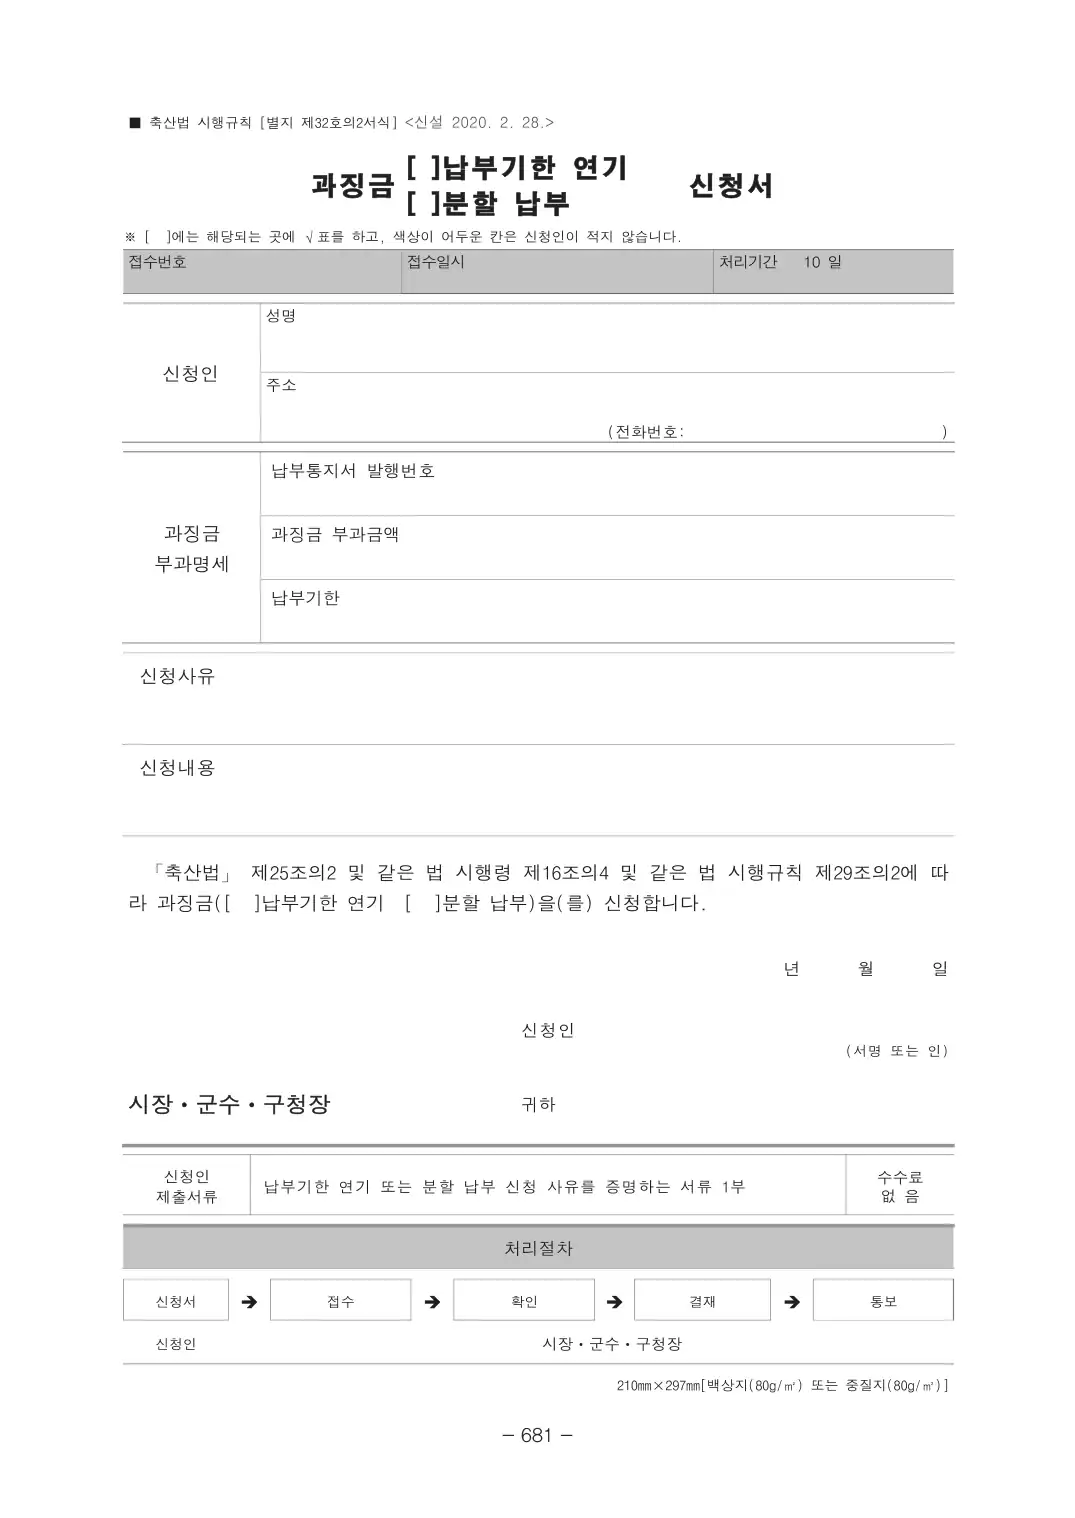 ■ 축산법 시행규칙 [별지 제32호의2서식] <신설 2020. 2. 28.>
과징금 [ ]납부기한 연기 신청서
[ ]분할 납부
※ [ ]에는 해당되는 곳에 √표를 하고, 색상이 어두운 칸은 신청인이 적지 않습니다.
접수번호 접수일시 처리기간 10 일
신청인
성명
주소
(전화번호: )
과징금
부과명세
납부통지서 발행번호
과징금 부과금액
납부기한
신청사유
신청내용
「축산법」 제25조의2 및 같은 법 시행령 제16조의4 및 같은 법 시행규칙 제29조의2에 따
라 과징금([ ]납부기한 연기 [ ]분할 납부)을(를) 신청합니다.
년 월 일
신청인
(서명 또는 인)
시장·군수·구청장 귀하
신청인
제출서류
납부기한 연기 또는 분할 납부 신청 사유를 증명하는 서류 1부
수수료
없 음
처리절차
신청서 ➔ 접수 ➔ 확인 ➔ 결재 ➔ 통보
신청인 시장·군수·구청장
210㎜×297㎜[백상지(80g/㎡) 또는 중질지(80g/㎡)]
- 681 -